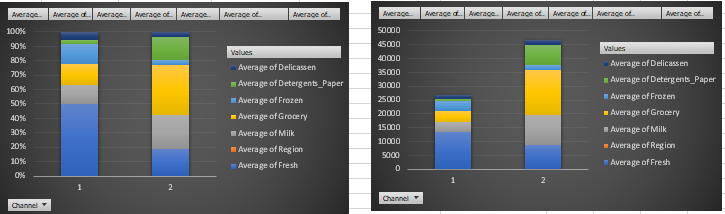 Average.. Average of.. Average.. Average of.. Average.. Average of.. Average of..
100%
90%
80%
70%
60%
50%
40%
30%
20%
10%
0%
1 2
Values
Average of Delicassen
Average of Detergents_Paper
Average of Frozen
Average of Grocery
Average of Milk
Average of Region
Average of Fresh
Channel
Average... Average of.. Average... Average of.. Average... Average of... Average of..
50000
45000
40000
35000
30000
25000
20000
15000
10000
5000
0
1 2
Values
Average of Delicassen
Average of Detergents_Paper
Average of Frozen
Average of Grocery
Average of Milk
Average of Region
Average of Fresh
Channel